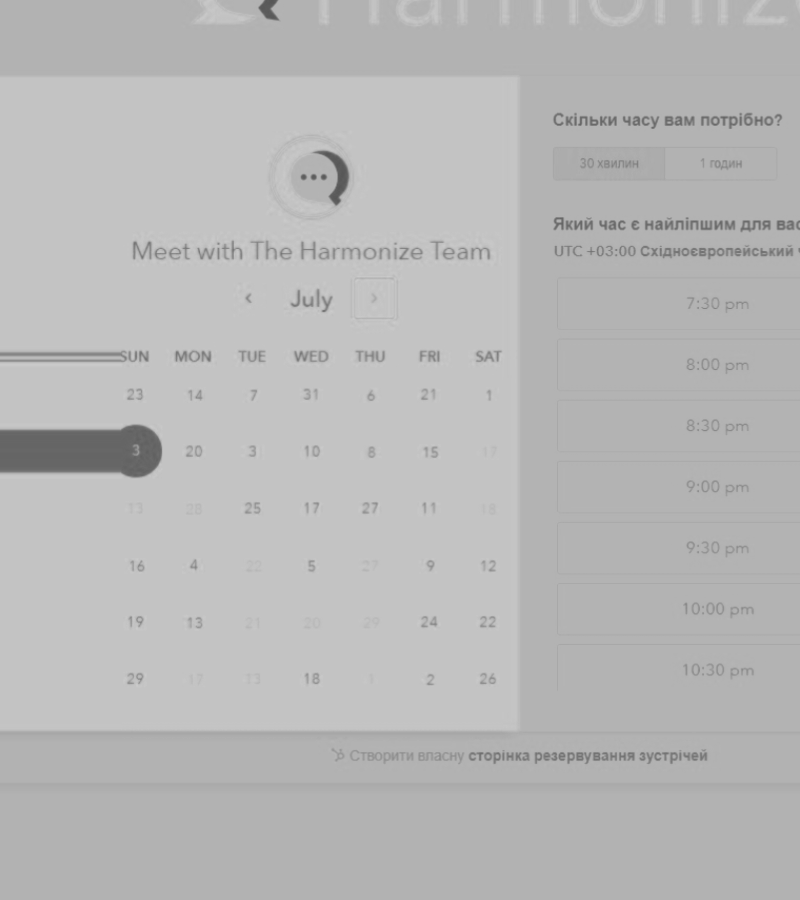 Harmoniz
Meet with The Harmonize Team
July
SUN MON TUE WED THU FRI SAT
23 14 7 31 6 21 1
3 20 3 10 8 15 17
13 28 25 17 27 11 18
16 4 22 5 27 9 12
19 13 21 20 29 24 22
29 17 13 18 1 2 26
Скільки часу вам потрібно?
30 хвилин 1 годин
Який час є найліпшим для вас
UTC +03:00 Східноєвропейський
7:30 pm
8:00 pm
8:30 pm
9:00 pm
9:30 pm
10:00 pm
10:30 pm
Створити власну сторінка резервування зустрічей